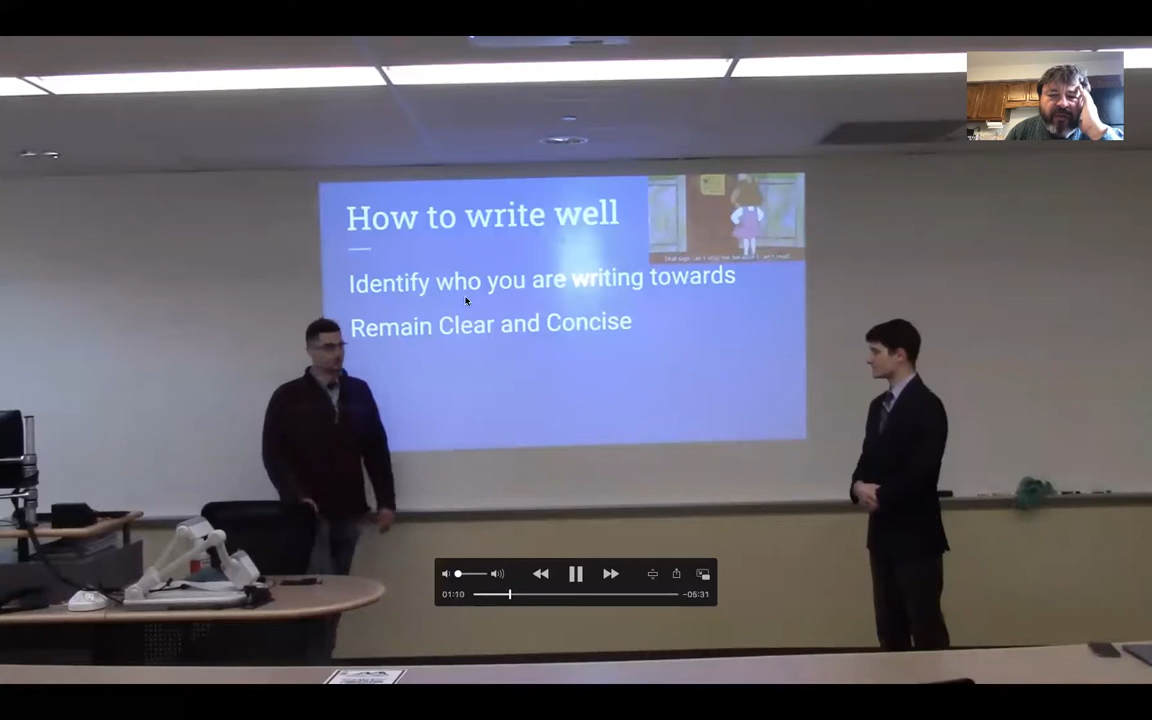 How to write well
Identify who you are writing towards
Remain Clear and Concise
01:10
-05:31